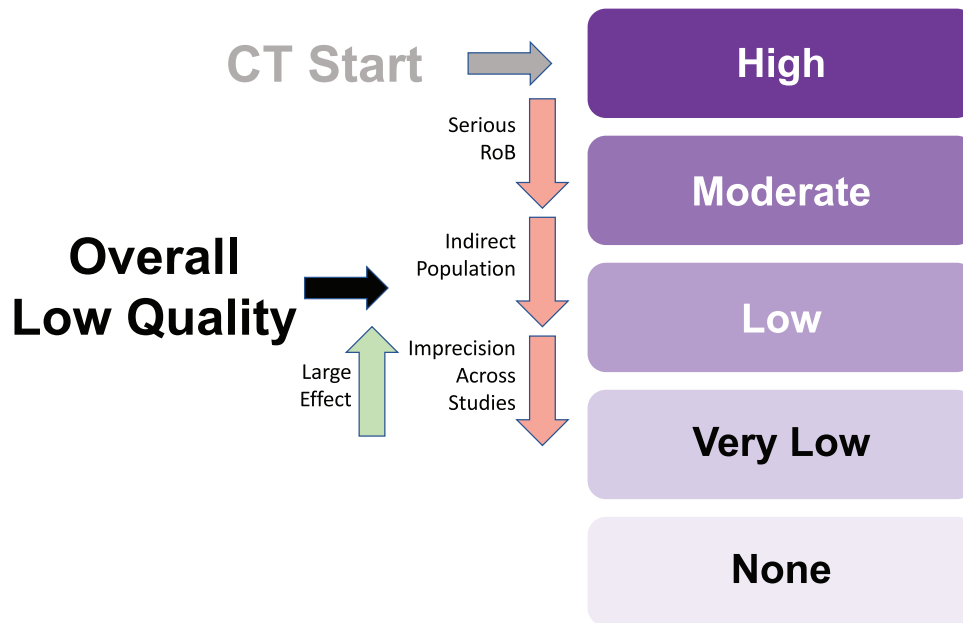 CT Start
High
Serious
RoB
Moderate
Overall
Low Quality
Indirect
Population
Low
Large
Effect
Imprecision
Across
Studies
Very Low
None